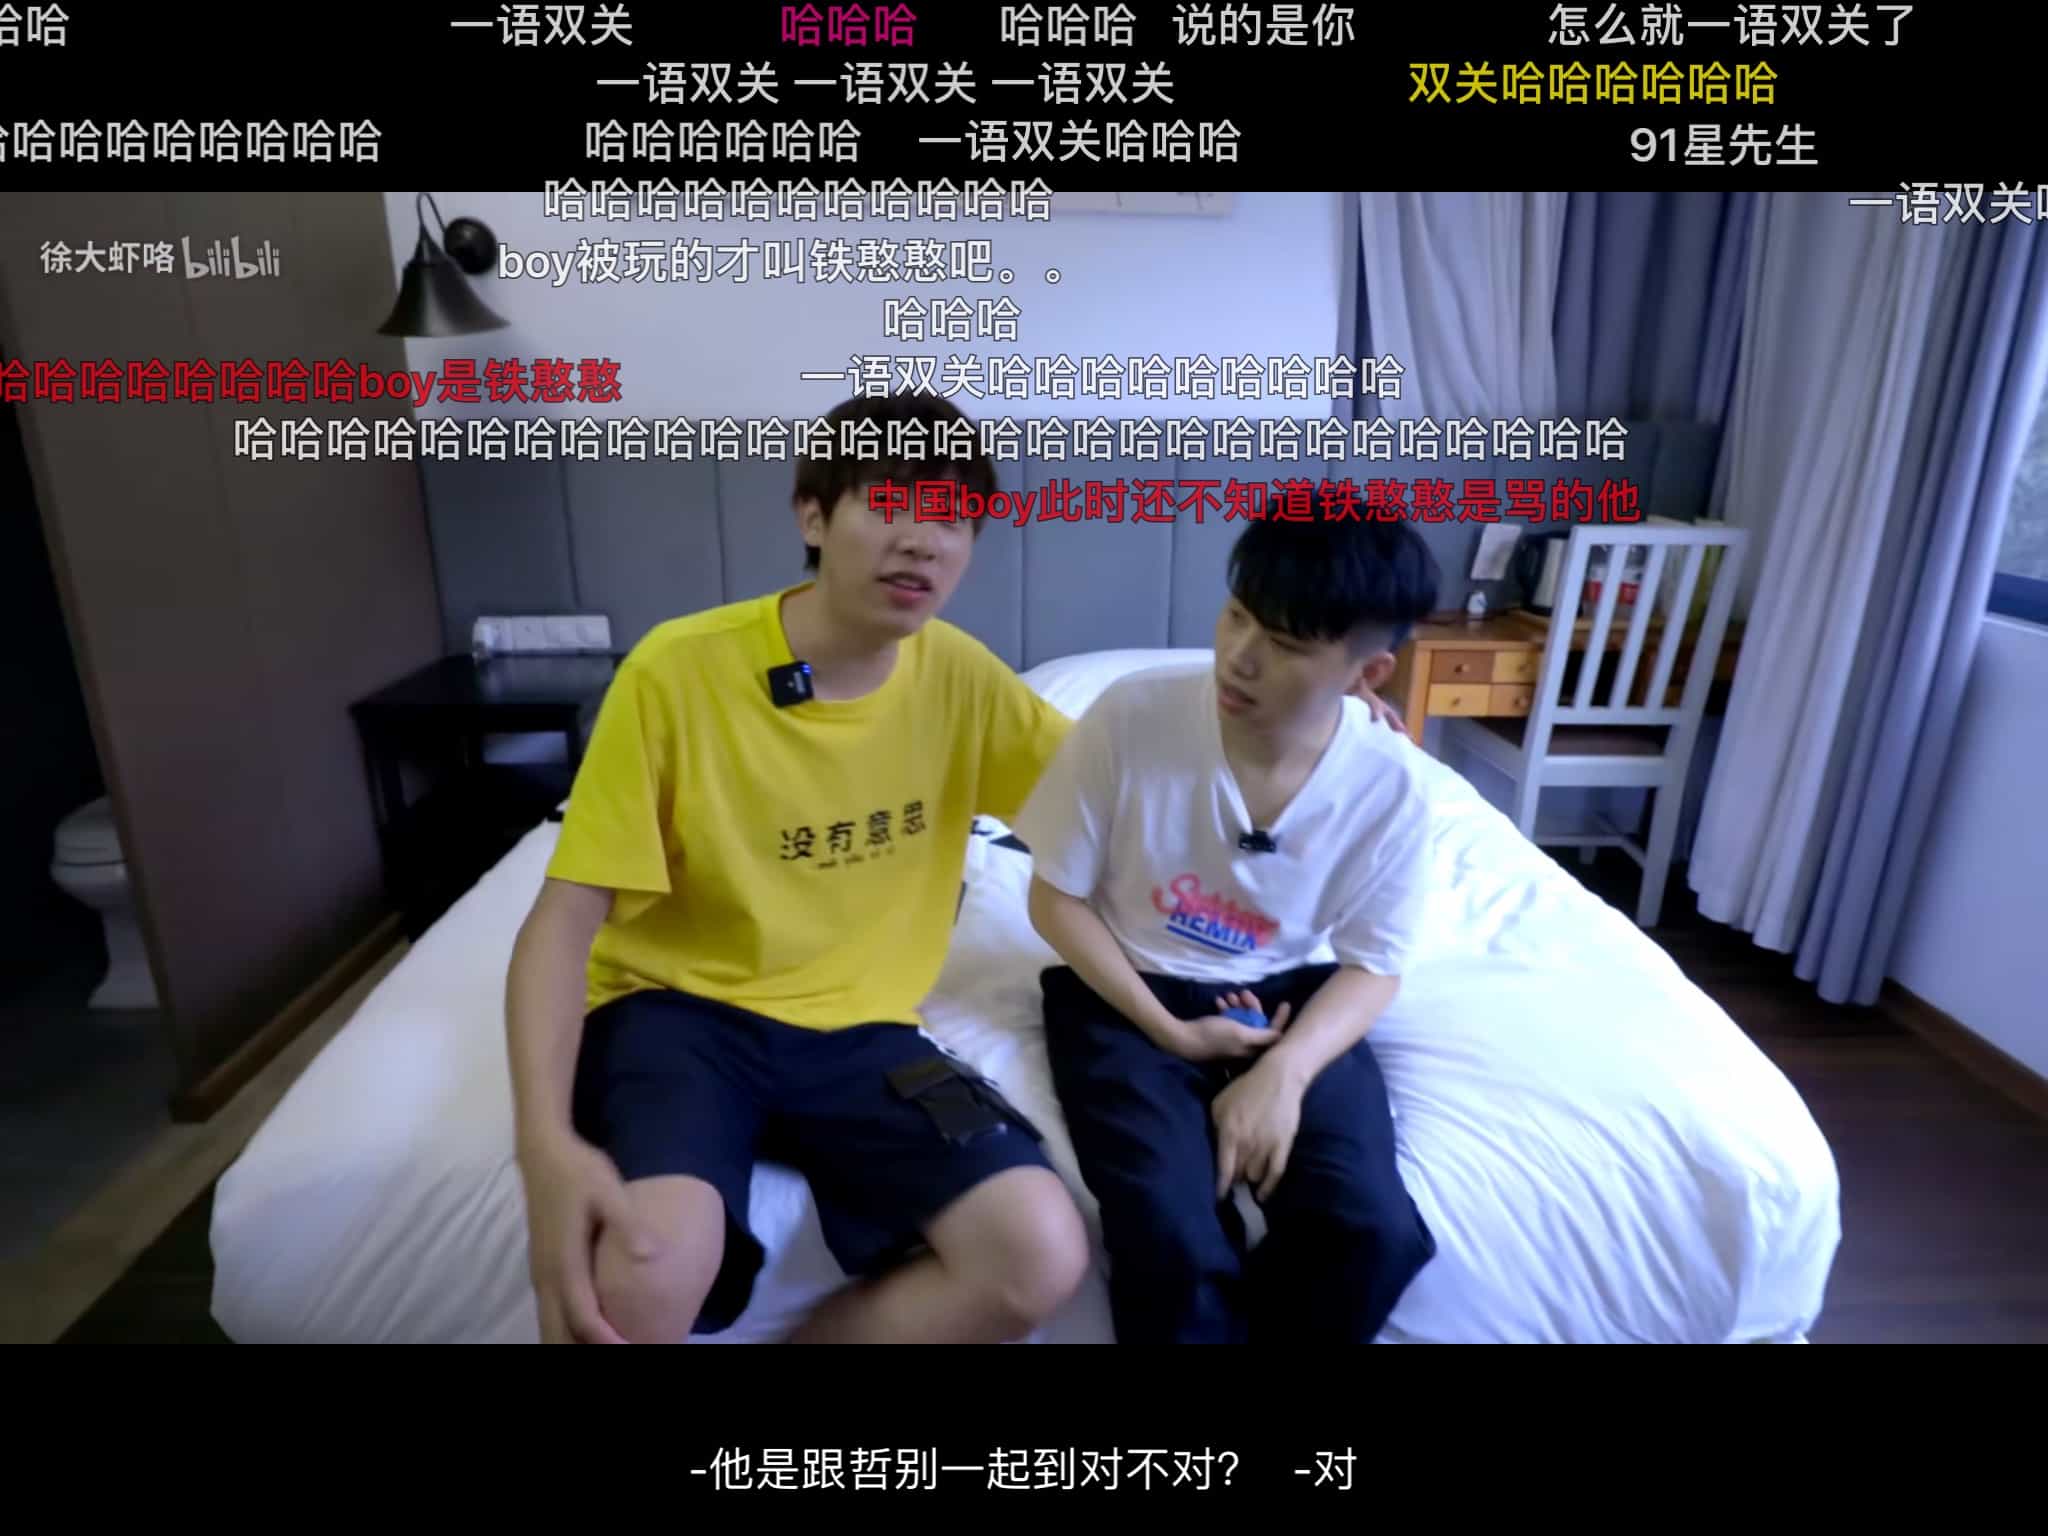 哈哈 一语双关 哈哈哈 哈哈哈 说的是你 怎么就一语双关了
一语双关 一语双关 一语双关 双关哈哈哈哈哈哈
哈哈哈哈哈哈哈哈 哈哈哈哈哈哈 一语双关哈哈哈 91星先生
哈哈哈哈哈哈哈哈哈哈哈 一语双关
徐大虾咯 bilibili boy被玩的才叫铁憨憨吧。。
哈哈哈
哈哈哈哈哈哈哈哈boy是铁憨憨 一语双关哈哈哈哈哈哈哈哈哈
哈哈哈哈哈哈哈哈哈哈哈哈哈哈哈哈哈哈哈哈哈哈哈哈哈哈哈哈哈哈
中国boy此时还不知道铁憨憨是骂的他
没有意思
REMIX
-他是跟哲别一起到对不对? -对